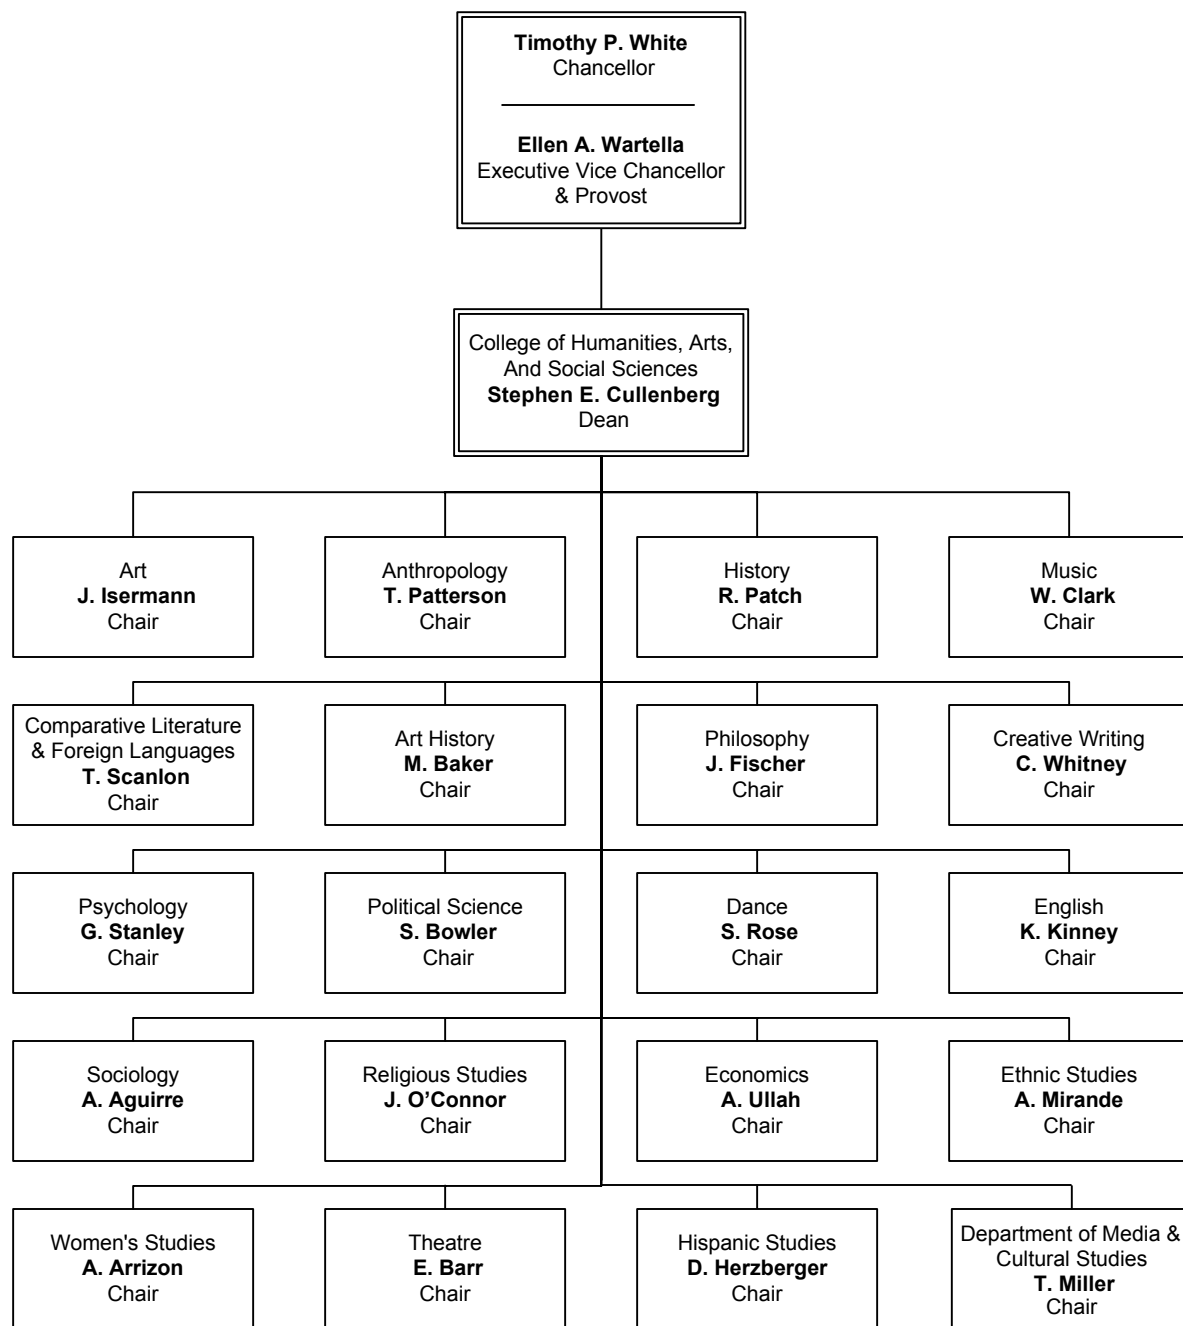 Timothy P. White
Chancellor
Ellen A. Wartella
Executive Vice Chancellor
& Provost
College of Humanities, Arts,
And Social Sciences
Stephen E. Cullenberg
Dean
Art
J. Isermann
Chair
Anthropology
T. Patterson
Chair
History
R. Patch
Chair
Music
W. Clark
Chair
Comparative Literature
& Foreign Languages
T. Scanlon
Chair
Art History
M. Baker
Chair
Philosophy
J. Fischer
Chair
Creative Writing
C. Whitney
Chair
Psychology
G. Stanley
Chair
Political Science
S. Bowler
Chair
Dance
S. Rose
Chair
English
K. Kinney
Chair
Sociology
A. Aguirre
Chair
Religious Studies
J. O’Connor
Chair
Economics
A. Ullah
Chair
Ethnic Studies
A. Mirande
Chair
Women's Studies
A. Arrizon
Chair
Theatre
E. Barr
Chair
Hispanic Studies
D. Herzberger
Chair
Department of Media &
Cultural Studies
T. Miller
Chair